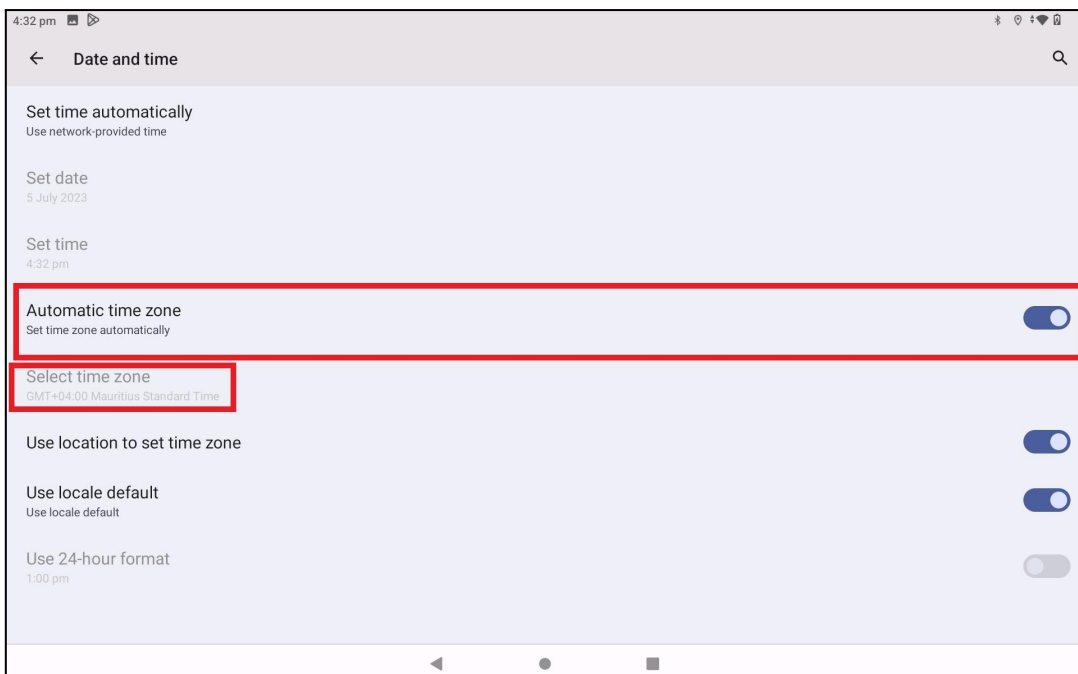 4:32 pm
Date and time
Set time automatically
Use network-provided time
Set date
5 July 2023
Set time
4:32 pm
Automatic time zone
Set time zone automatically
Select time zone
GMT+04:00 Mauritius Standard Time
Use location to set time zone
Use locale default
Use locale default
Use 24-hour format
1:00 pm